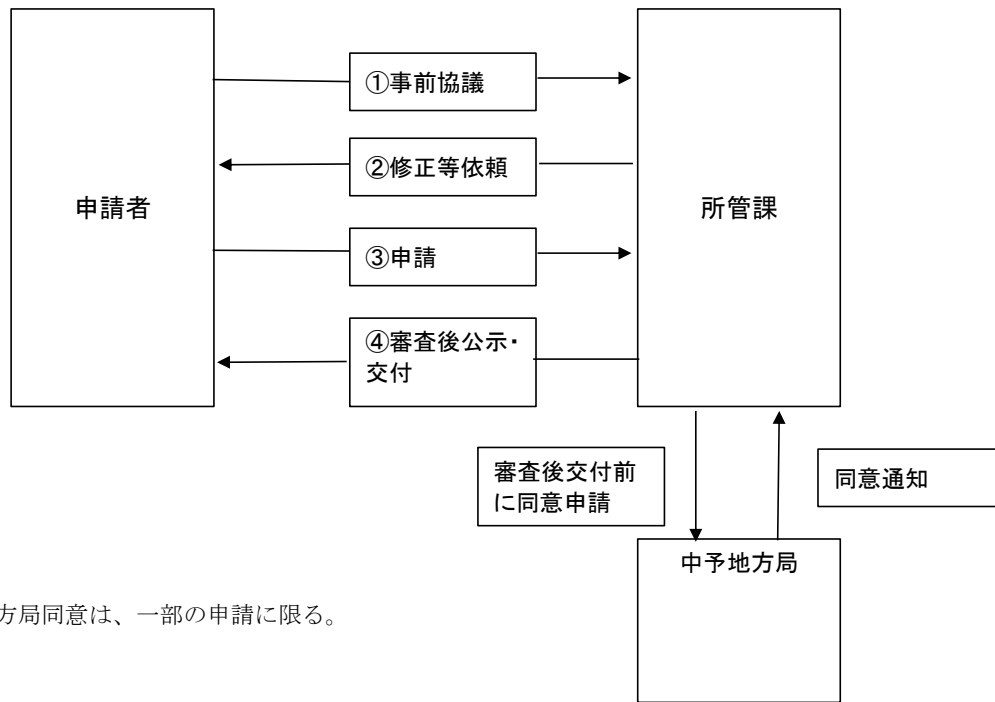 ①事前協議
②修正等依頼
申請者
所管課
③申請
④審査後公示・
交付
審査後交付前
に同意申請
同意通知
中予地方局
方局同意は、一部の申請に限る。